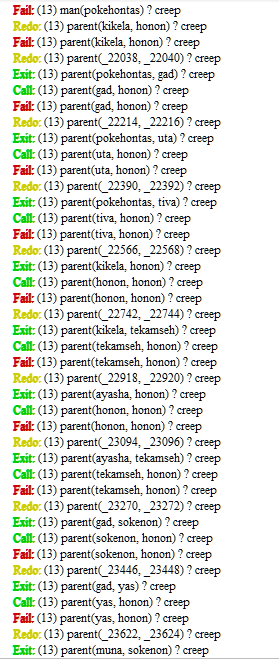 Fail: (13) man(pokehontas) ? creep
Redo: (13) parent(kikela, honon) ? creep
Fail: (13) parent(kikela, honon) ? creep
Redo: (13) parent(_22038, _22040) ? creep
Exit: (13) parent(pokehontas, gad) ? creep
Call: (13) parent(gad, honon) ? creep
Fail: (13) parent(gad, honon) ? creep
Redo: (13) parent(_22214, _22216) ? creep
Exit: (13) parent(pokehontas, uta) ? creep
Call: (13) parent(uta, honon) ? creep
Fail: (13) parent(uta, honon) ? creep
Redo: (13) parent(_22390, _22392) ? creep
Exit: (13) parent(pokehontas, tiva) ? creep
Call: (13) parent(tiva, honon) ? creep
Fail: (13) parent(tiva, honon) ? creep
Redo: (13) parent(_22566, _22568) ? creep
Exit: (13) parent(kikela, honon) ? creep
Call: (13) parent(honon, honon) ? creep
Fail: (13) parent(honon, honon) ? creep
Redo: (13) parent(_22742, _22744) ? creep
Exit: (13) parent(kikela, tekamseh) ? creep
Call: (13) parent(tekamseh, honon) ? creep
Fail: (13) parent(tekamseh, honon) ? creep
Redo: (13) parent(_22918, _22920) ? creep
Exit: (13) parent(ayasha, honon) ? creep
Call: (13) parent(honon, honon) ? creep
Fail: (13) parent(honon, honon) ? creep
Redo: (13) parent(_23094, _23096) ? creep
Exit: (13) parent(ayasha, tekamseh) ? creep
Call: (13) parent(tekamseh, honon) ? creep
Fail: (13) parent(tekamseh, honon) ? creep
Redo: (13) parent(_23270, _23272) ? creep
Exit: (13) parent(gad, sokenon) ? creep
Call: (13) parent(sokenon, honon) ? creep
Fail: (13) parent(sokenon, honon) ? creep
Redo: (13) parent(_23446, _23448) ? creep
Exit: (13) parent(gad, yas) ? creep
Call: (13) parent(yas, honon) ? creep
Fail: (13) parent(yas, honon) ? creep
Redo: (13) parent(_23622, _23624) ? creep
Exit: (13) parent(muna, sokenon) ? creep